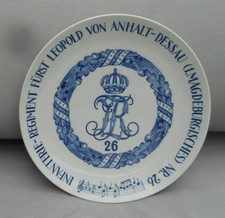 INFANTERIE-REGIMENT FÜRST LEOPOLD VON ANHALT-DESSAU (1. MAGDEBURGISCHES) NR. 26
26